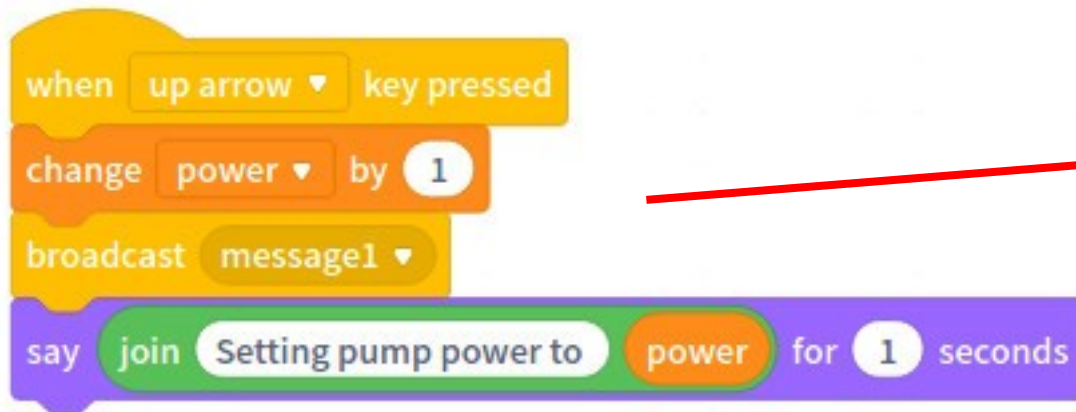 when up arrow key pressed
change power by 1
broadcast message1
say join Setting pump power to power for 1 seconds